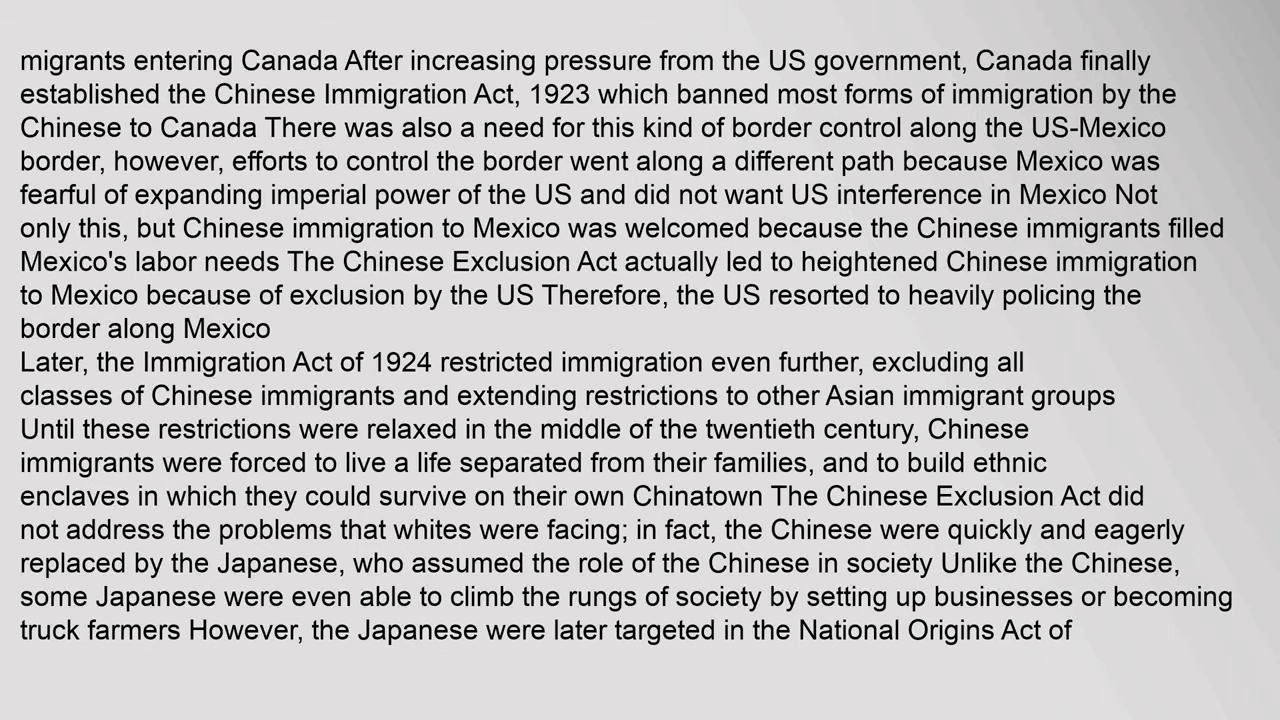 migrants entering Canada After increasing pressure from the US government, Canada finally
established the Chinese Immigration Act, 1923 which banned most forms of immigration by the
Chinese to Canada There was also a need for this kind of border control along the US-Mexico
border, however, efforts to control the border went along a different path because Mexico was
fearful of expanding imperial power of the US and did not want US interference in Mexico Not
only this, but Chinese immigration to Mexico was welcomed because the Chinese immigrants filled
Mexico's labor needs The Chinese Exclusion Act actually led to heightened Chinese immigration
to Mexico because of exclusion by the US Therefore, the US resorted to heavily policing the
border along Mexico
Later, the Immigration Act of 1924 restricted immigration even further, excluding all
classes of Chinese immigrants and extending restrictions to other Asian immigrant groups
Until these restrictions were relaxed in the middle of the twentieth century, Chinese
immigrants were forced to live a life separated from their families, and to build ethnic
enclaves in which they could survive on their own Chinatown The Chinese Exclusion Act did
not address the problems that whites were facing; in fact, the Chinese were quickly and eagerly
replaced by the Japanese, who assumed the role of the Chinese in society Unlike the Chinese,
some Japanese were even able to climb the rungs of society by setting up businesses or becoming
truck farmers However, the Japanese were later targeted in the National Origins Act of